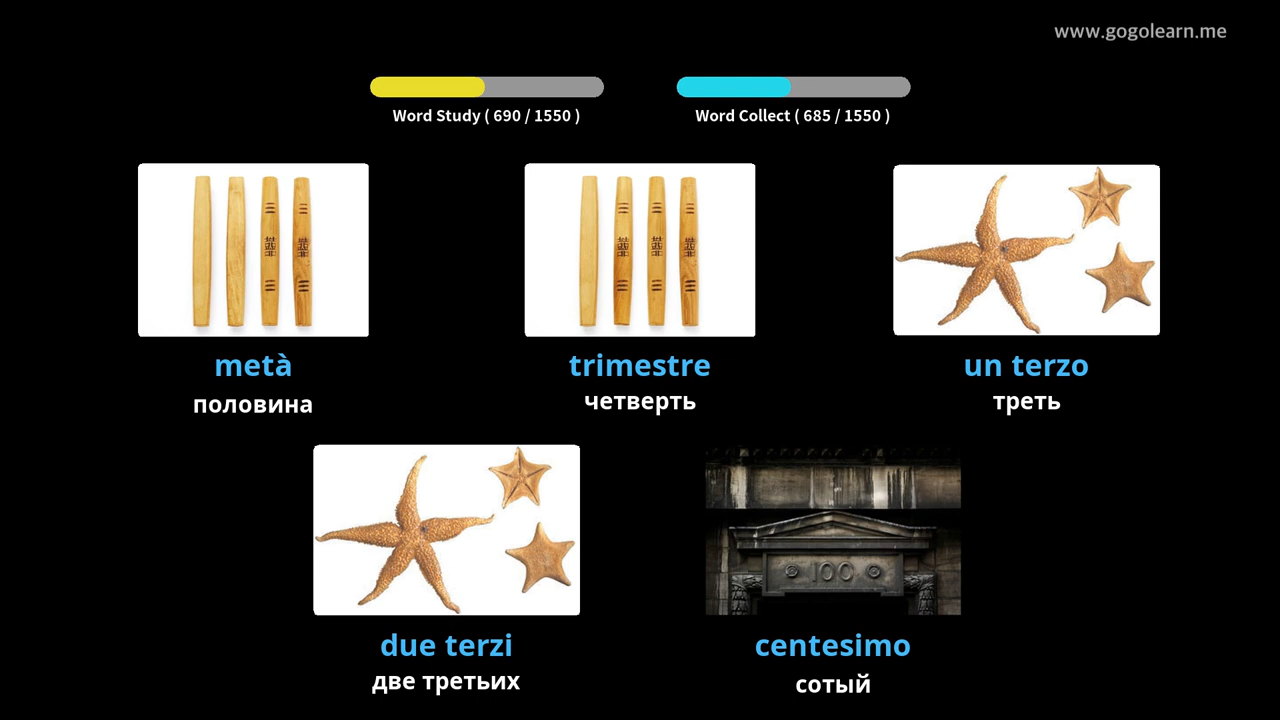 www.gogolearn.me
Word Study ( 690 / 1550 )
Word Collect ( 685 / 1550 )
metà
половина
trimestre
четверть
un terzo
треть
100
due terzi
две третьих
centesimo
сотый